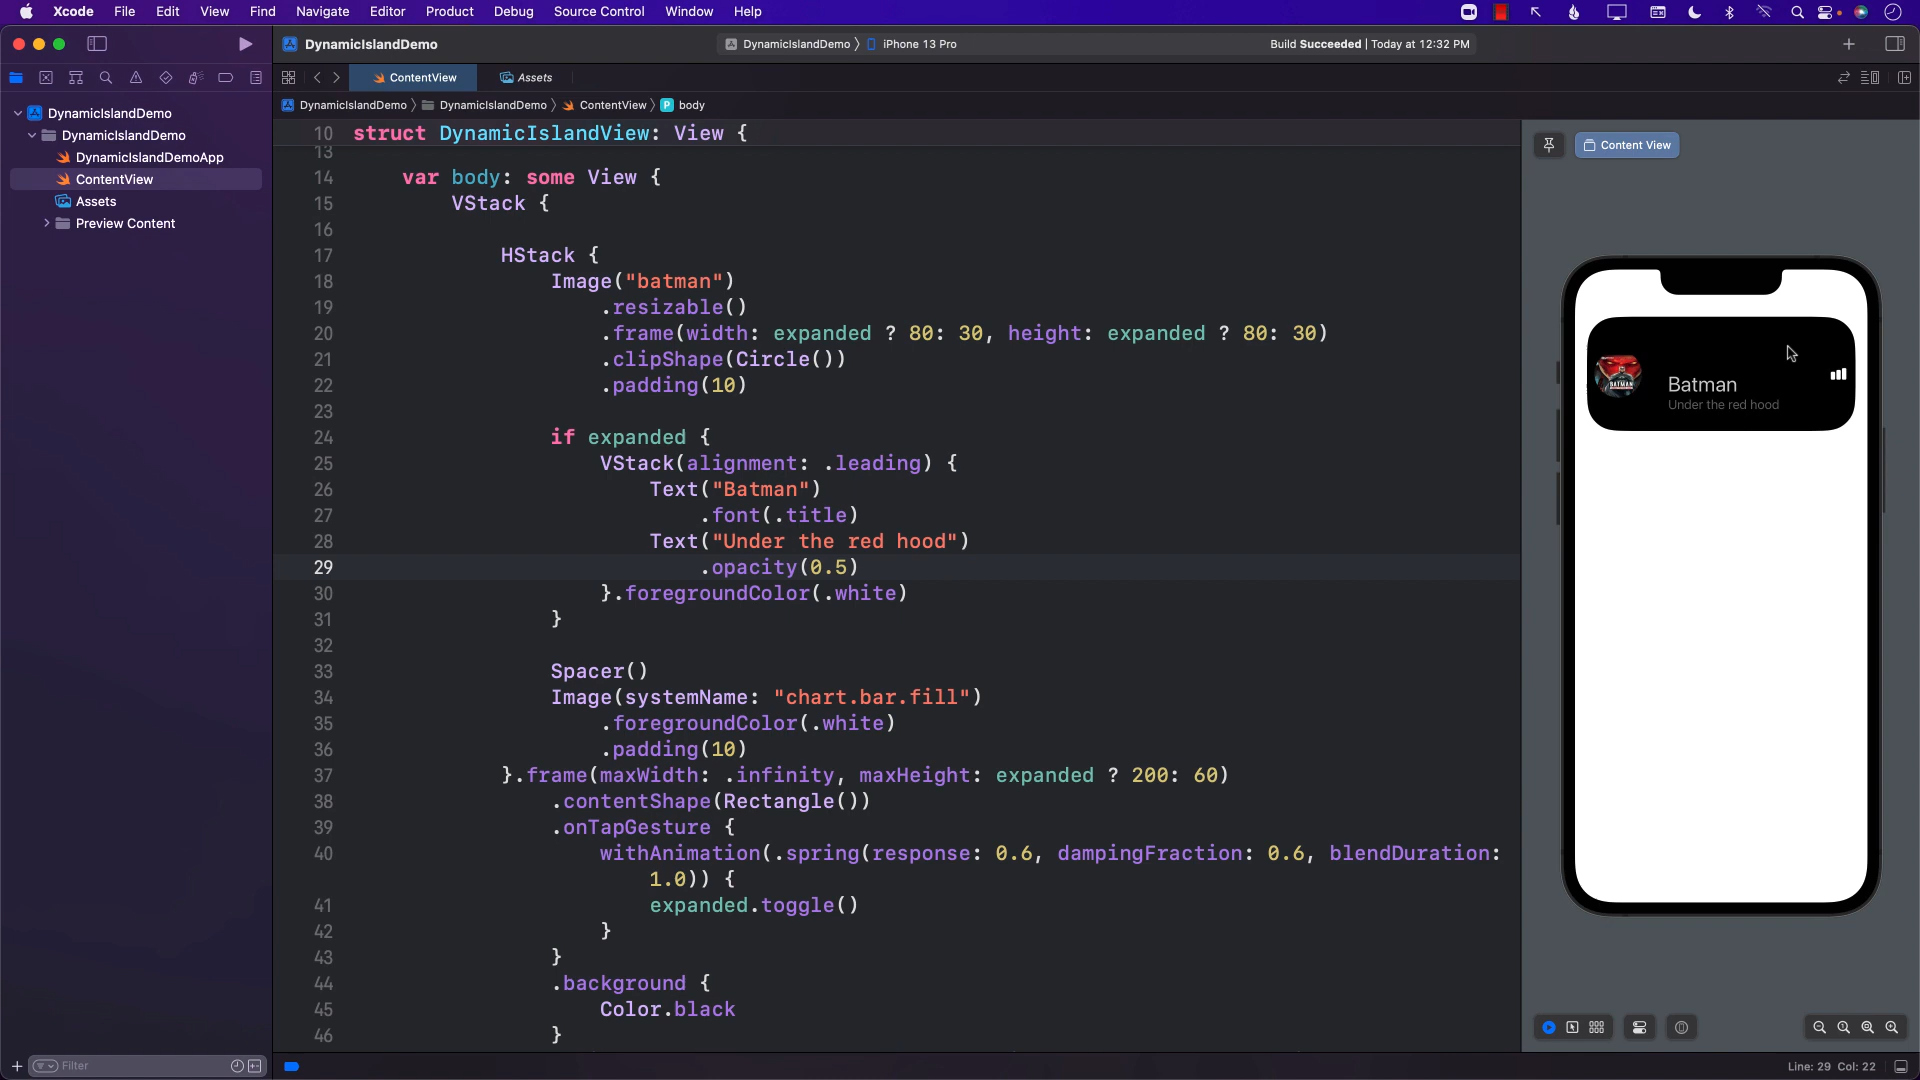 Xcode File Edit View Find Navigate Editor Product Debug Source Control Window Help
DynamicIslandDemo
DynamicIslandDemo 〉 iPhone 13 Pro
Build Succeeded | Today at 12:32 PM
ContentView
Assets
DynamicIslandDemo 〉 DynamicIslandDemo 〉 ContentView 〉 P body
DynamicIslandDemo
DynamicIslandDemo
DynamicIslandDemoApp
ContentView
Assets
Preview Content
10 struct DynamicIslandView: View {
13
14 var body: some View {
15 VStack {
16
17 HStack {
18 Image("batman")
19 .resizable()
20 .frame(width: expanded ? 80: 30, height: expanded ? 80: 30)
21 .clipShape(Circle())
22 .padding(10)
23
24 if expanded {
25 VStack(alignment: .leading) {
26 Text("Batman")
27 .font(.title)
28 Text("Under the red hood")
29 .opacity(0.5)
30 }.foregroundColor(.white)
31 }
32
33 Spacer()
34 Image(systemName: "chart.bar.fill")
35 .foregroundColor(.white)
36 .padding(10)
37 }.frame(maxWidth: .infinity, maxHeight: expanded ? 200: 60)
38 .contentShape(Rectangle())
39 .onTapGesture {
40 withAnimation(.spring(response: 0.6, dampingFraction: 0.6, blendDuration:
1.0)) {
41 expanded.toggle()
42 }
43 }
44 .background {
45 Color.black
46 }
Content View
BATMAN
Batman
Under the red hood
Filter
Line: 29 Col: 22